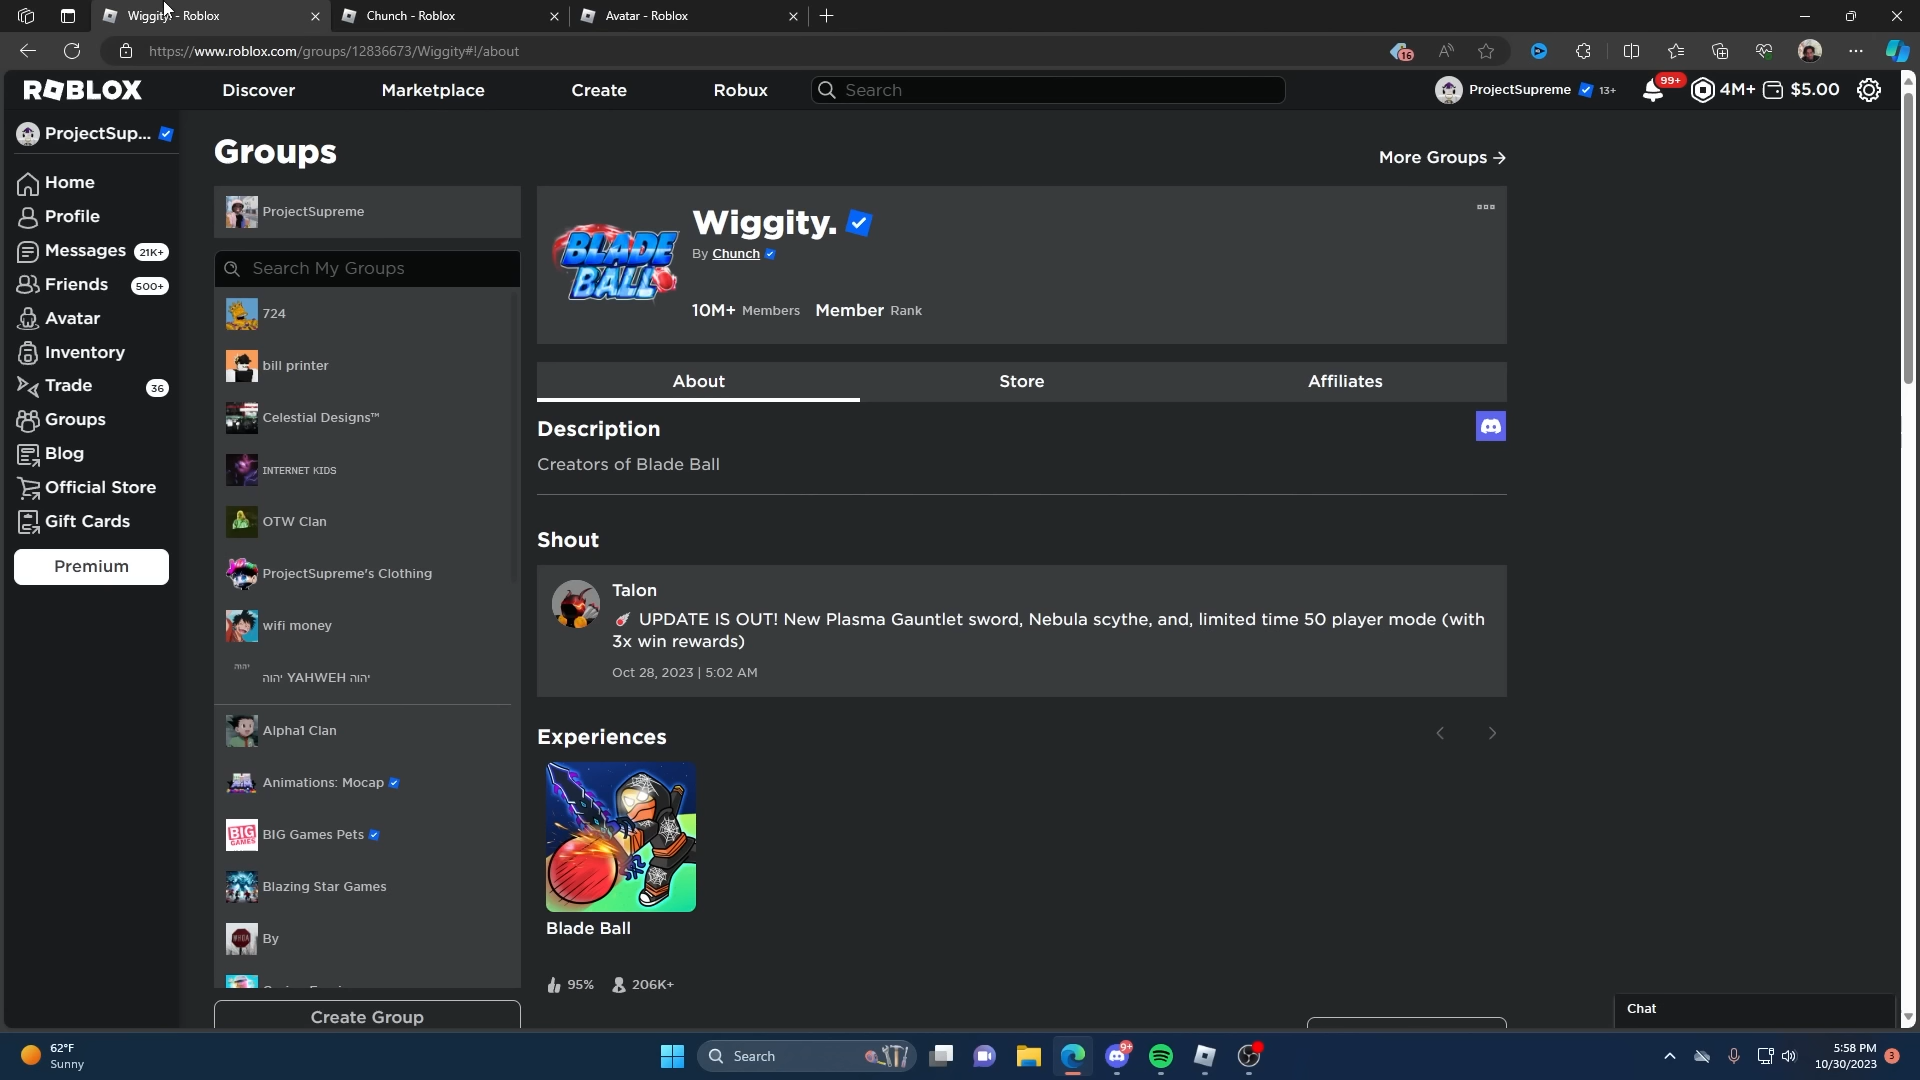 Wiggity. - Roblox
Chunch - Roblox
Avatar - Roblox
https://www.roblox.com/groups/12836673/Wiggity#!/about
16
ROBLOX
Discover
Marketplace
Create
Robux
Search
ProjectSupreme
13+
99+
4M+
$5.00
ProjectSup...
Home
Profile
Messages 21K+
Friends 500+
Avatar
Inventory
Trade 36
Groups
Blog
Official Store
Gift Cards
Premium
Groups
More Groups →
ProjectSupreme
Search My Groups
724
bill printer
Celestial Designs™
INTERNET KIDS
OTW Clan
ProjectSupreme's Clothing
wifi money
יהוה
יהוה YAHWEH יהוה
Alpha1 Clan
Animations: Mocap
BIG GAMES
BIG Games Pets
Blazing Star Games
WHOA
By
Create Group
BLADE BALL
Wiggity.
By Chunch
10M+ Members Member Rank
About
Store
Affiliates
Description
Creators of Blade Ball
Shout
Talon
UPDATE IS OUT! New Plasma Gauntlet sword, Nebula scythe, and, limited time 50 player mode (with
3x win rewards)
Oct 28, 2023 | 5:02 AM
Experiences
Blade Ball
95% 206K+
Chat
62°F
Sunny
Search
9+
5:58 PM
10/30/2023
3